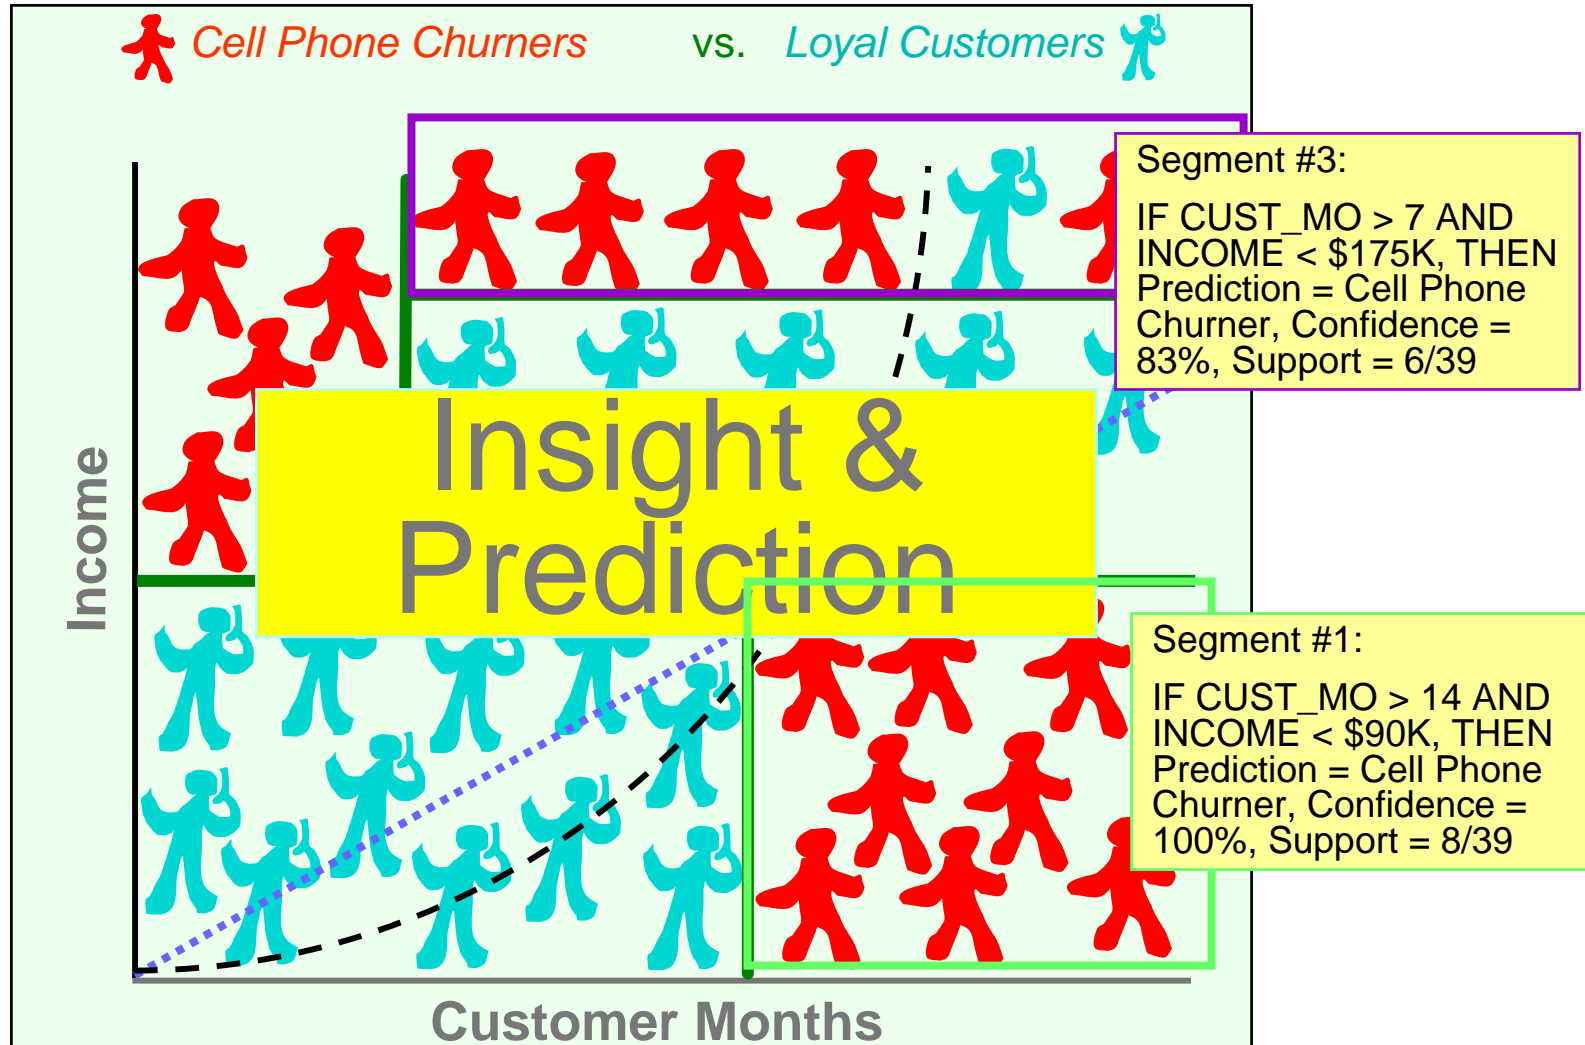 Cell Phone Churners vs. Loyal Customers
Segment #3:
IF CUST_MO > 7 AND
INCOME < $175K, THEN
Prediction = Cell Phone
Churner, Confidence =
83%, Support = 6/39
Insight &
Prediction
Income
Segment #1:
IF CUST_MO > 14 AND
INCOME < $90K, THEN
Prediction = Cell Phone
Churner, Confidence =
100%, Support = 8/39
Customer Months